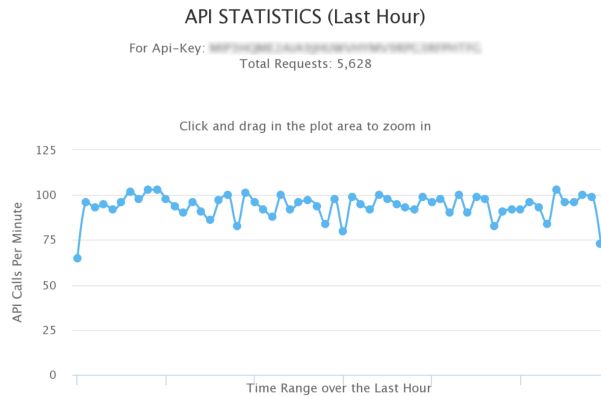 API STATISTICS (Last Hour)
For Api-Key:
Total Requests: 5,628
Click and drag in the plot area to zoom in
125
100
75
50
25
0
API Calls Per Minute
Time Range over the Last Hour